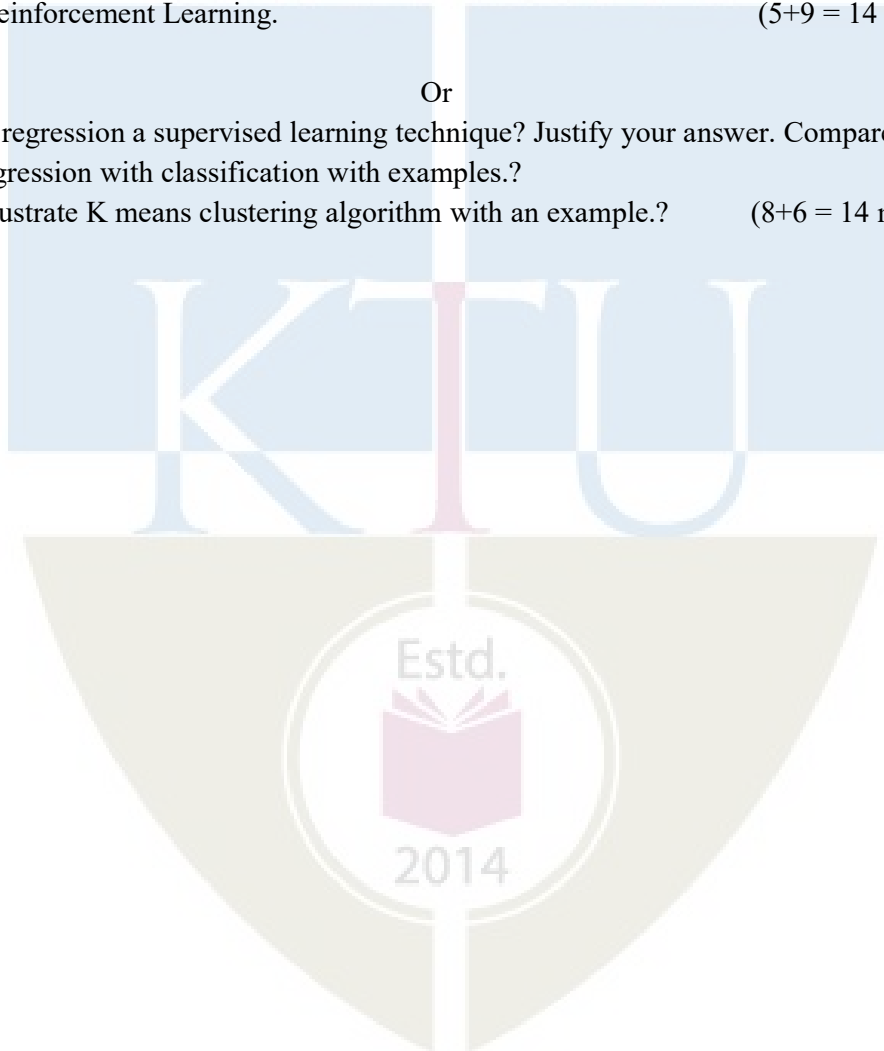 einforcement Learning. (5+9 = 14
Or
regression a supervised learning technique? Justify your answer. Compare
gression with classification with examples.?
ustrate K means clustering algorithm with an example.? (8+6 = 14
KTU
Estd.
2014